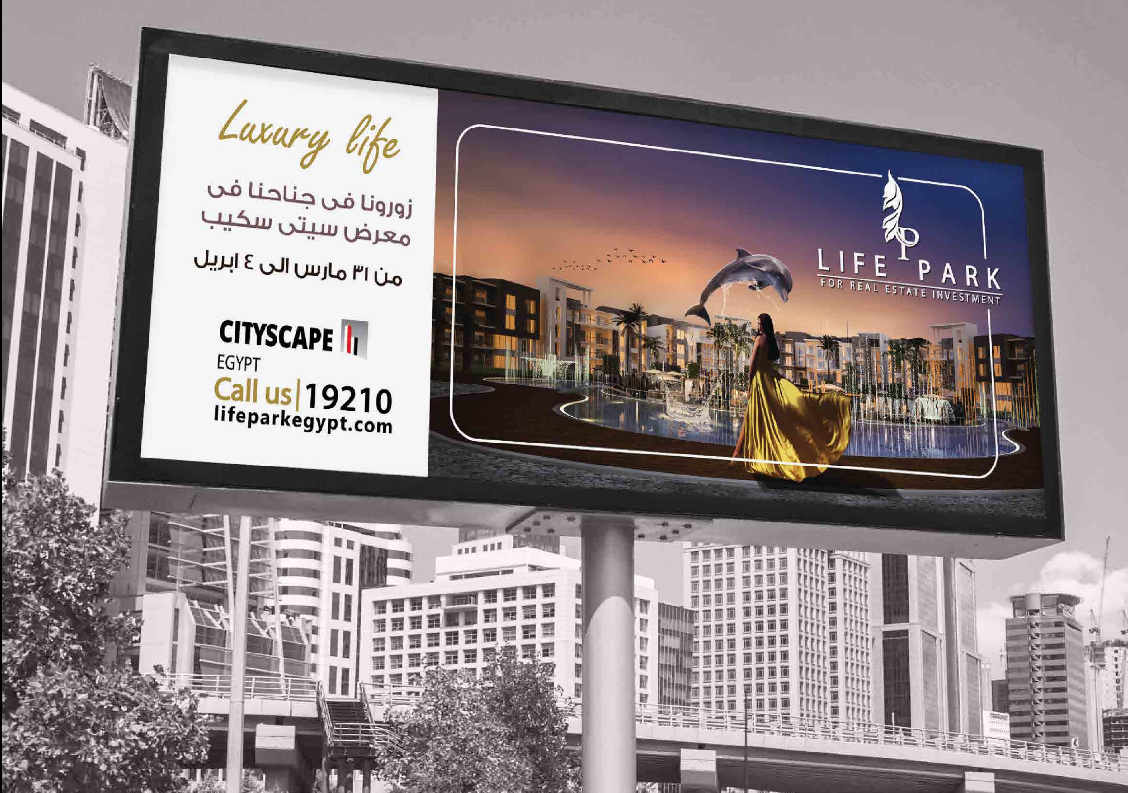 Luxury life
زورونا فى جناحنا فى
معرض سيتى سكيب
من ٣١ مارس الى ٤ ابريل
CITYSCAPE
EGYPT
Call us | 19210
lifeparkegypt.com
LIFE PARK
FOR REAL ESTATE INVESTMENT